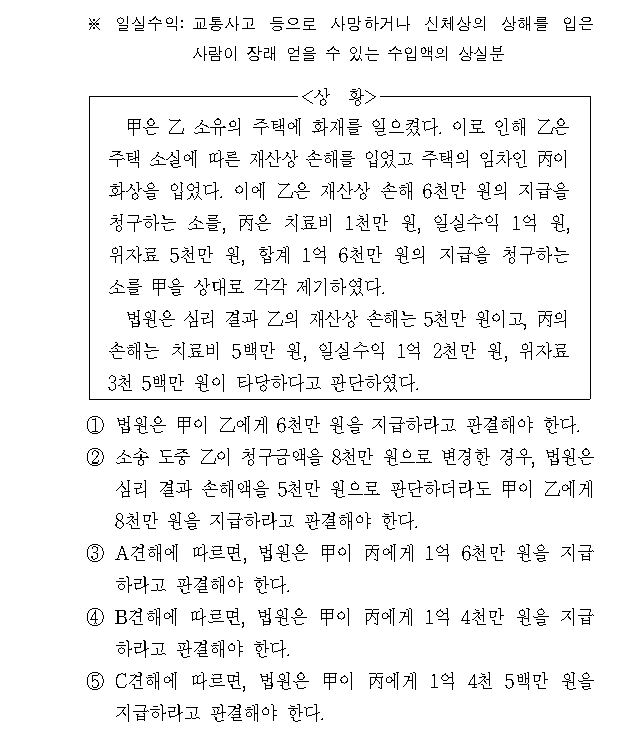 ※ 일실수익: 교통사고 등으로 사망하거나 신체상의 상해를 입은
사람이 장래 얻을 수 있는 수입액의 상실분
<상 황>
甲은 乙 소유의 주택에 화재를 일으켰다. 이로 인해 乙은
주택 소실에 따른 재산상 손해를 입었고 주택의 임차인 丙이
화상을 입었다. 이에 乙은 재산상 손해 6천만 원의 지급을
청구하는 소를, 丙은 치료비 1천만 원, 일실수익 1억 원,
위자료 5천만 원, 합계 1억 6천만 원의 지급을 청구하는
소를 甲을 상대로 각각 제기하였다.
법원은 심리 결과 乙의 재산상 손해는 5천만 원이고, 丙의
손해는 치료비 5백만 원, 일실수익 1억 2천만 원, 위자료
3천 5백만 원이 타당하다고 판단하였다.
① 법원은 甲이 乙에게 6천만 원을 지급하라고 판결해야 한다.
② 소송 도중 乙이 청구금액을 8천만 원으로 변경한 경우, 법원은
심리 결과 손해액을 5천만 원으로 판단하더라도 甲이 乙에게
8천만 원을 지급하라고 판결해야 한다.
③ A견해에 따르면, 법원은 甲이 丙에게 1억 6천만 원을 지급
하라고 판결해야 한다.
④ B견해에 따르면, 법원은 甲이 丙에게 1억 4천만 원을 지급
하라고 판결해야 한다.
⑤ C견해에 따르면, 법원은 甲이 丙에게 1억 4천 5백만 원을
지급하라고 판결해야 한다.